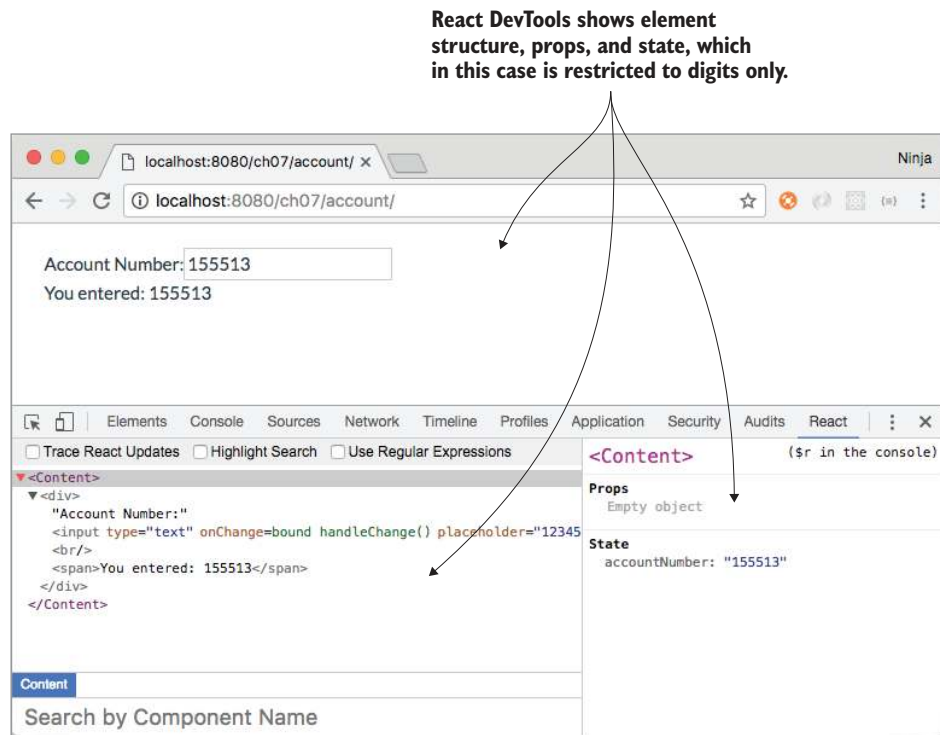 React DevTools shows element
structure, props, and state, which
in this case is restricted to digits only.
localhost:8080/ch07/account/ ×
Ninja
localhost:8080/ch07/account/
Account Number: 155513
You entered: 155513
Elements Console Sources Network Timeline Profiles Application Security Audits React
Trace React Updates Highlight Search Use Regular Expressions
<Content> ($r in the console)
<Content>
<div>
"Account Number:"
<input type="text" onChange=bound handleChange() placeholder="12345
<br/>
<span>You entered: 155513</span>
</div>
</Content>
Props
Empty object
State
accountNumber: "155513"
Content
Search by Component Name